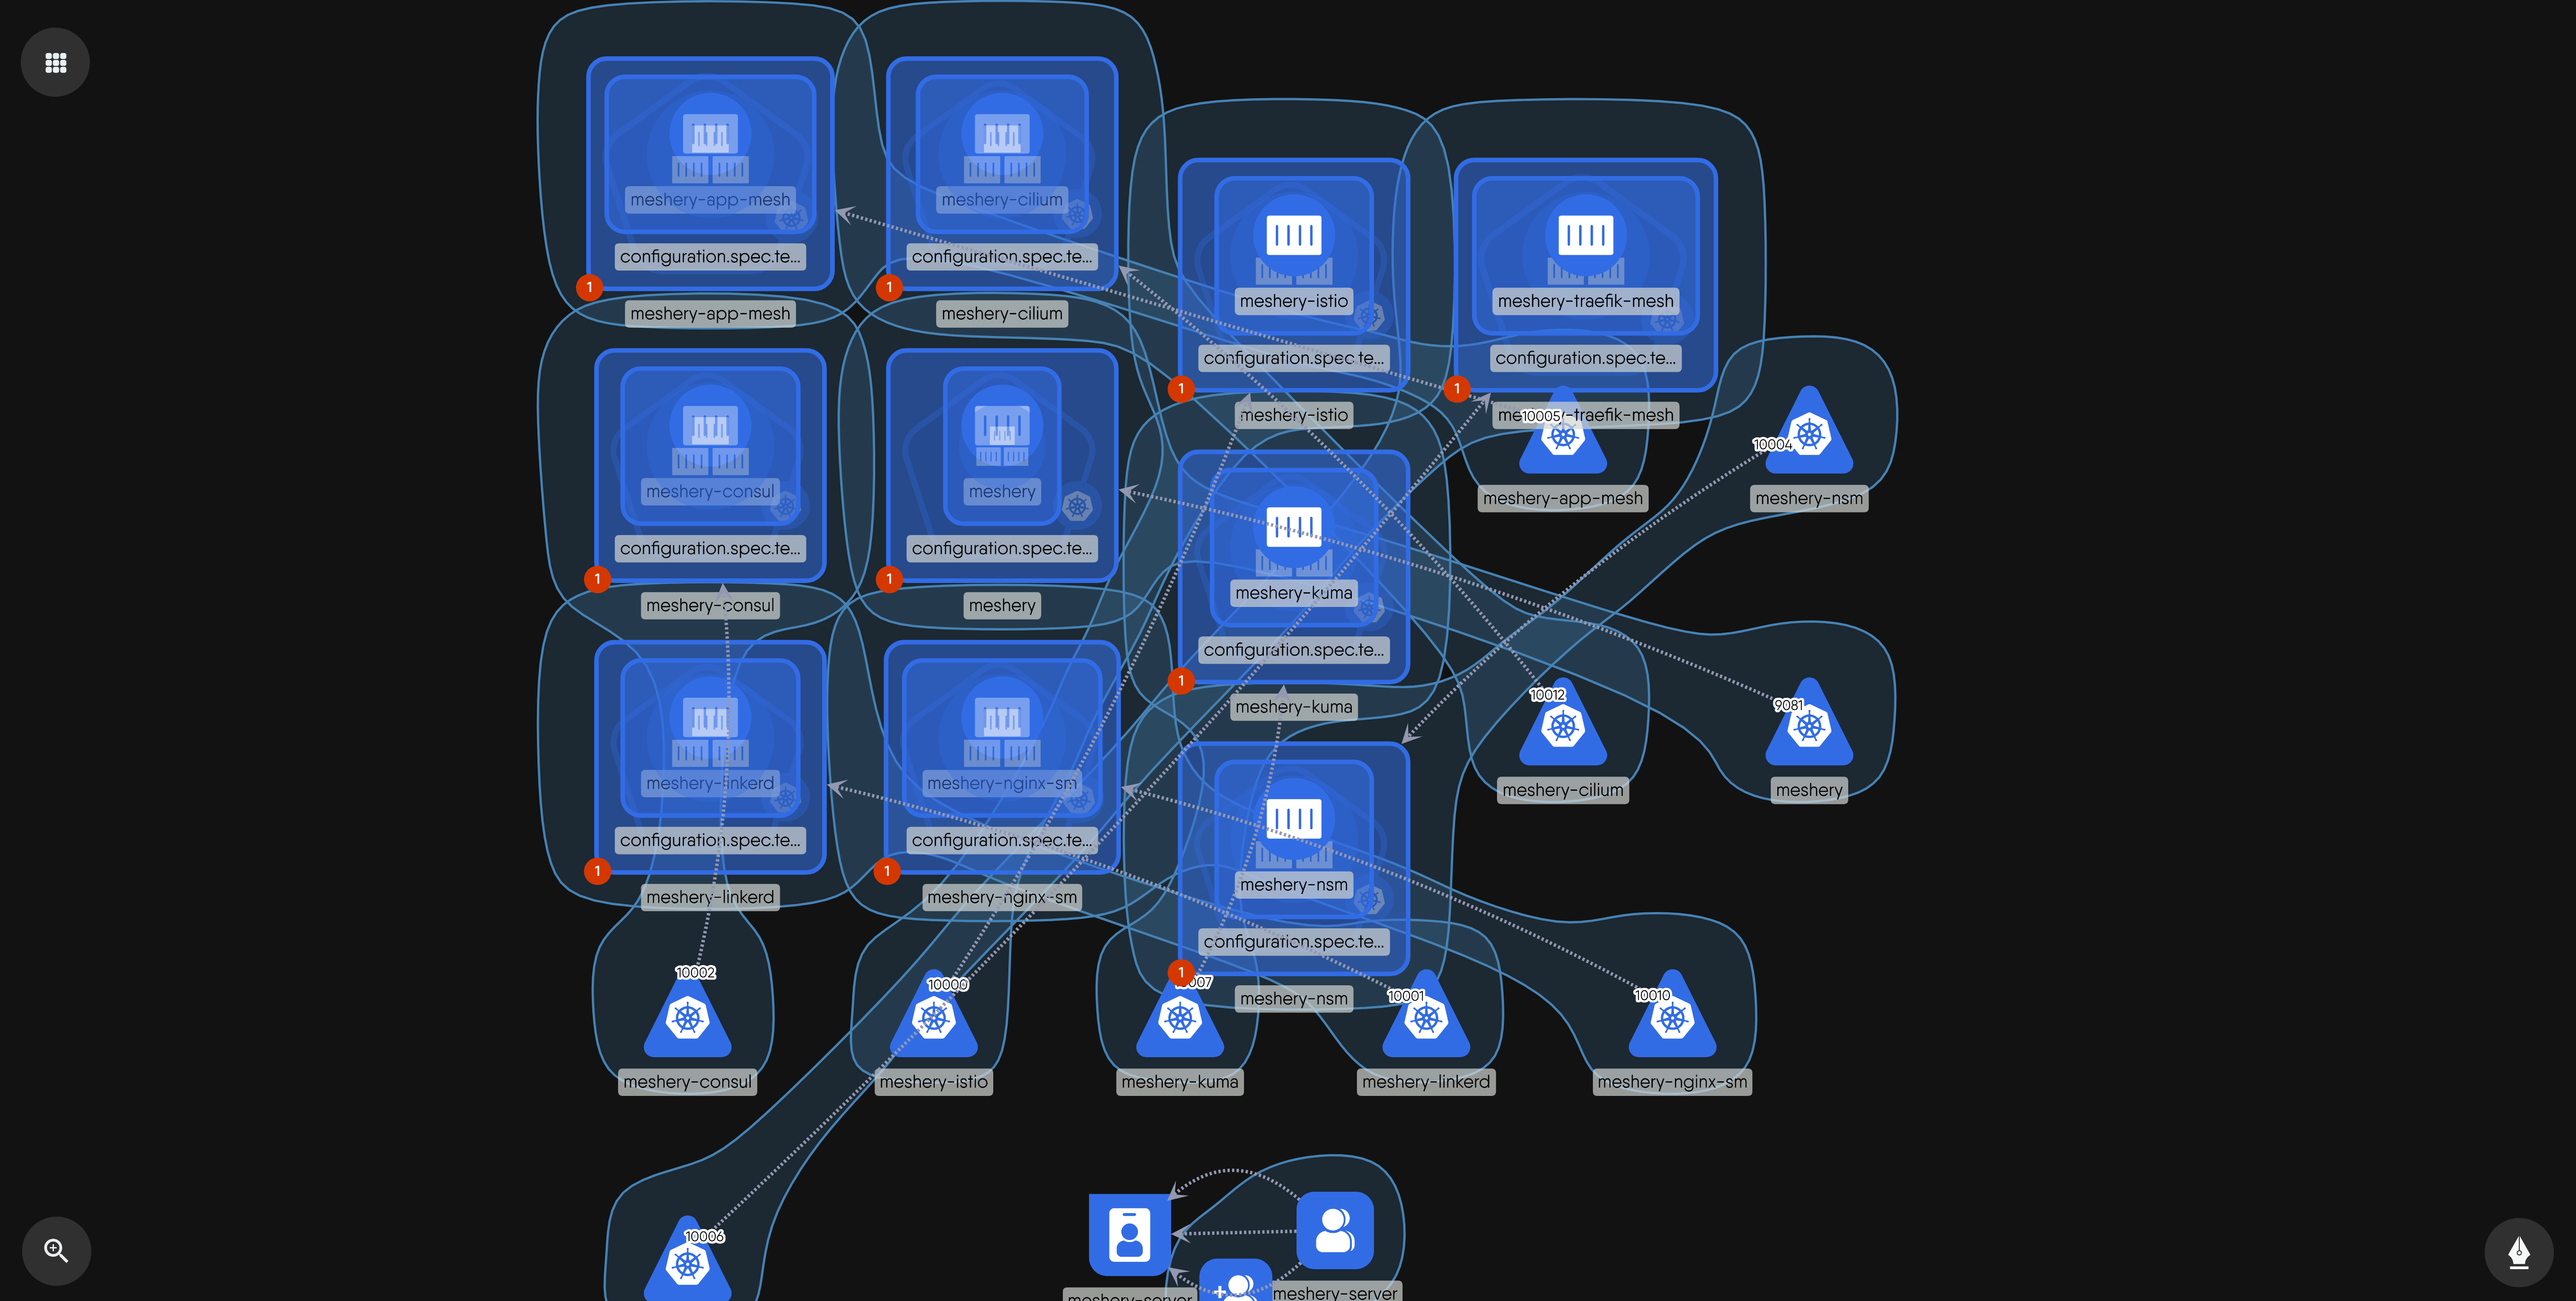 meshery-app-mesh
configuration.spec.te...
1
meshery-app-mesh
meshery-cilium
configuration.spec.te...
1
meshery-cilium
meshery-istio
configuration.spec.te...
1
meshery-istio
meshery-traefik-mesh
configuration.spec.te...
1
-traefik-mesh
10005
meshery-app-mesh
10004
meshery-nsm
meshery-consul
configuration.spec.te...
1
meshery-consul
meshery
configuration.spec.te...
1
meshery
meshery-kuma
configuration.spec.te...
1
meshery-kuma
10012
meshery-cilium
9081
meshery
meshery-linkerd
configuration.spec.te...
1
meshery-linkerd
meshery-nginx-sm
configuration.spec.te...
1
meshery-nginx-sm
meshery-nsm
configuration.spec.te...
1
meshery-nsm
10002
meshery-consul
10000
meshery-istio
meshery-kuma
10001
meshery-linkerd
10010
meshery-nginx-sm
10006
meshery-server
meshery-server